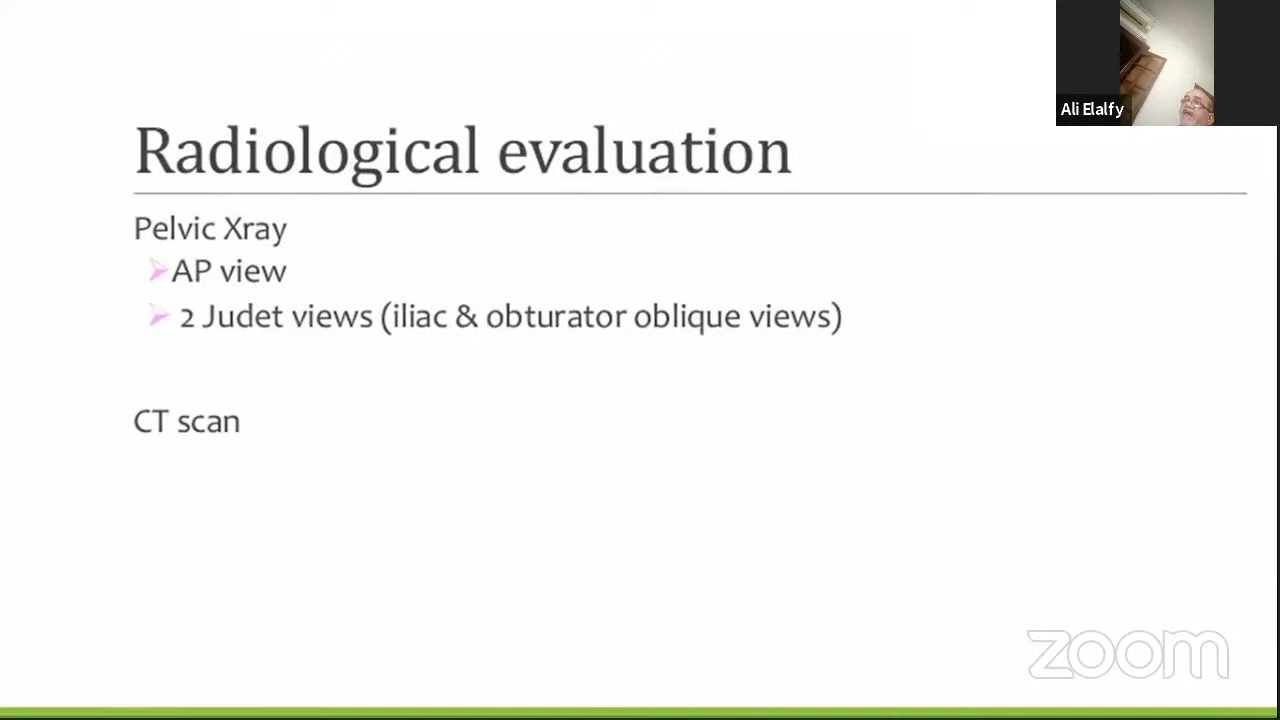 Ali Elalfy
Radiological evaluation
Pelvic Xray
AP view
2 Judet views (iliac & obturator oblique views)
CT scan
zoom